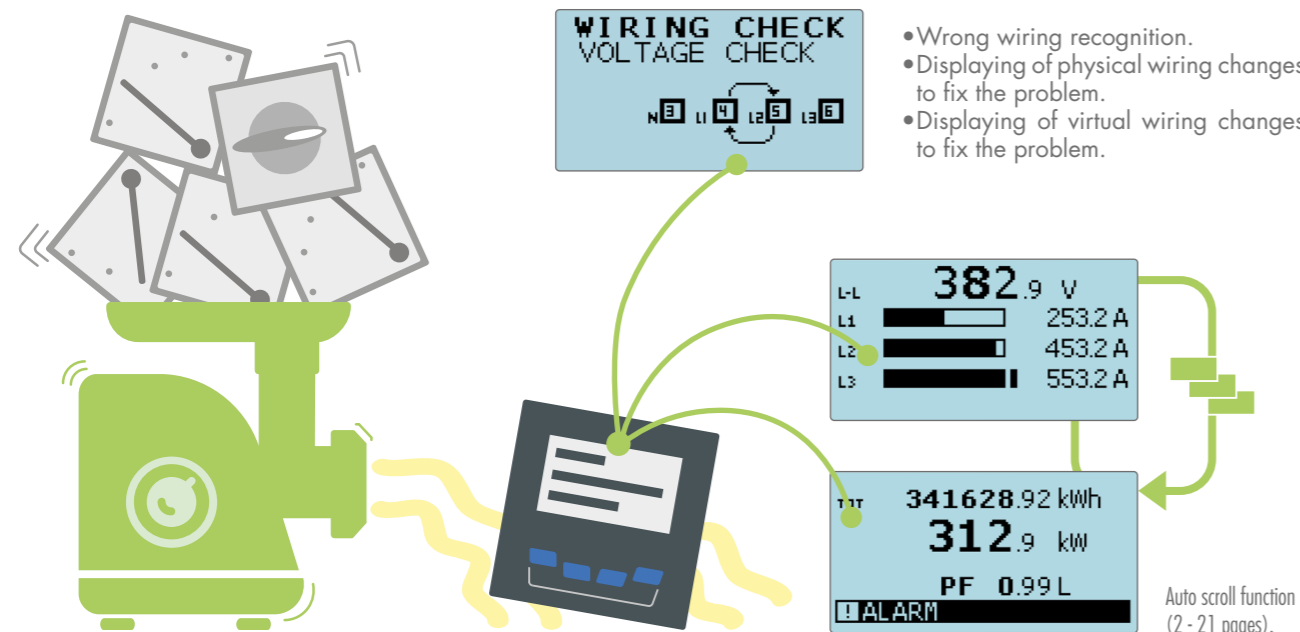 WIRING CHECK
VOLTAGE CHECK
N 3 L1 4 L2 5 L3 6
•Wrong wiring recognition.
•Displaying of physical wiring changes
to fix the problem.
•Displaying of virtual wiring changes
to fix the problem.
L-L 382.9 V
L1 253.2 A
L2 453.2 A
L3 553.2 A
TOT 341628.92 kWh
312.9 kW
PF 0.99 L
! ALARM
Auto scroll function
(2 - 21 pages).